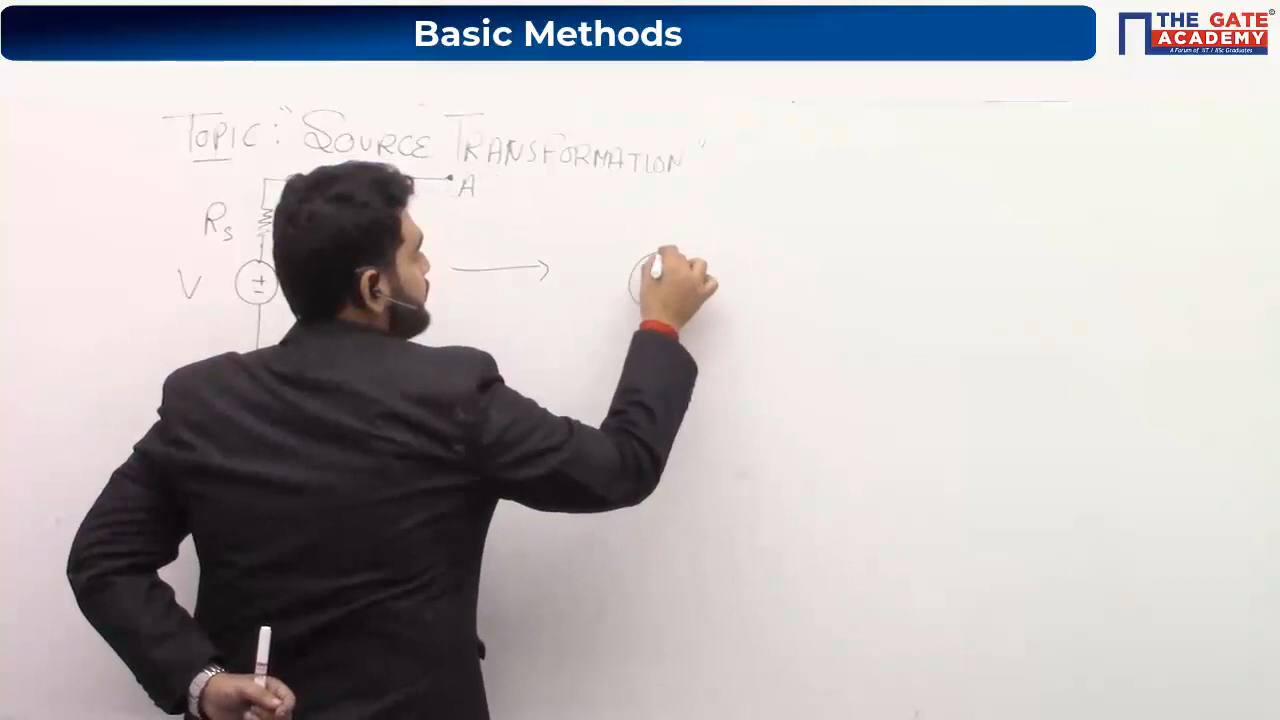 Basic Methods
THE GATE
ACADEMY
A Forum of IIT / IISc Graduates
Topic: "SOURCE TRANSFORMATION"
A
Rs
V
+
-